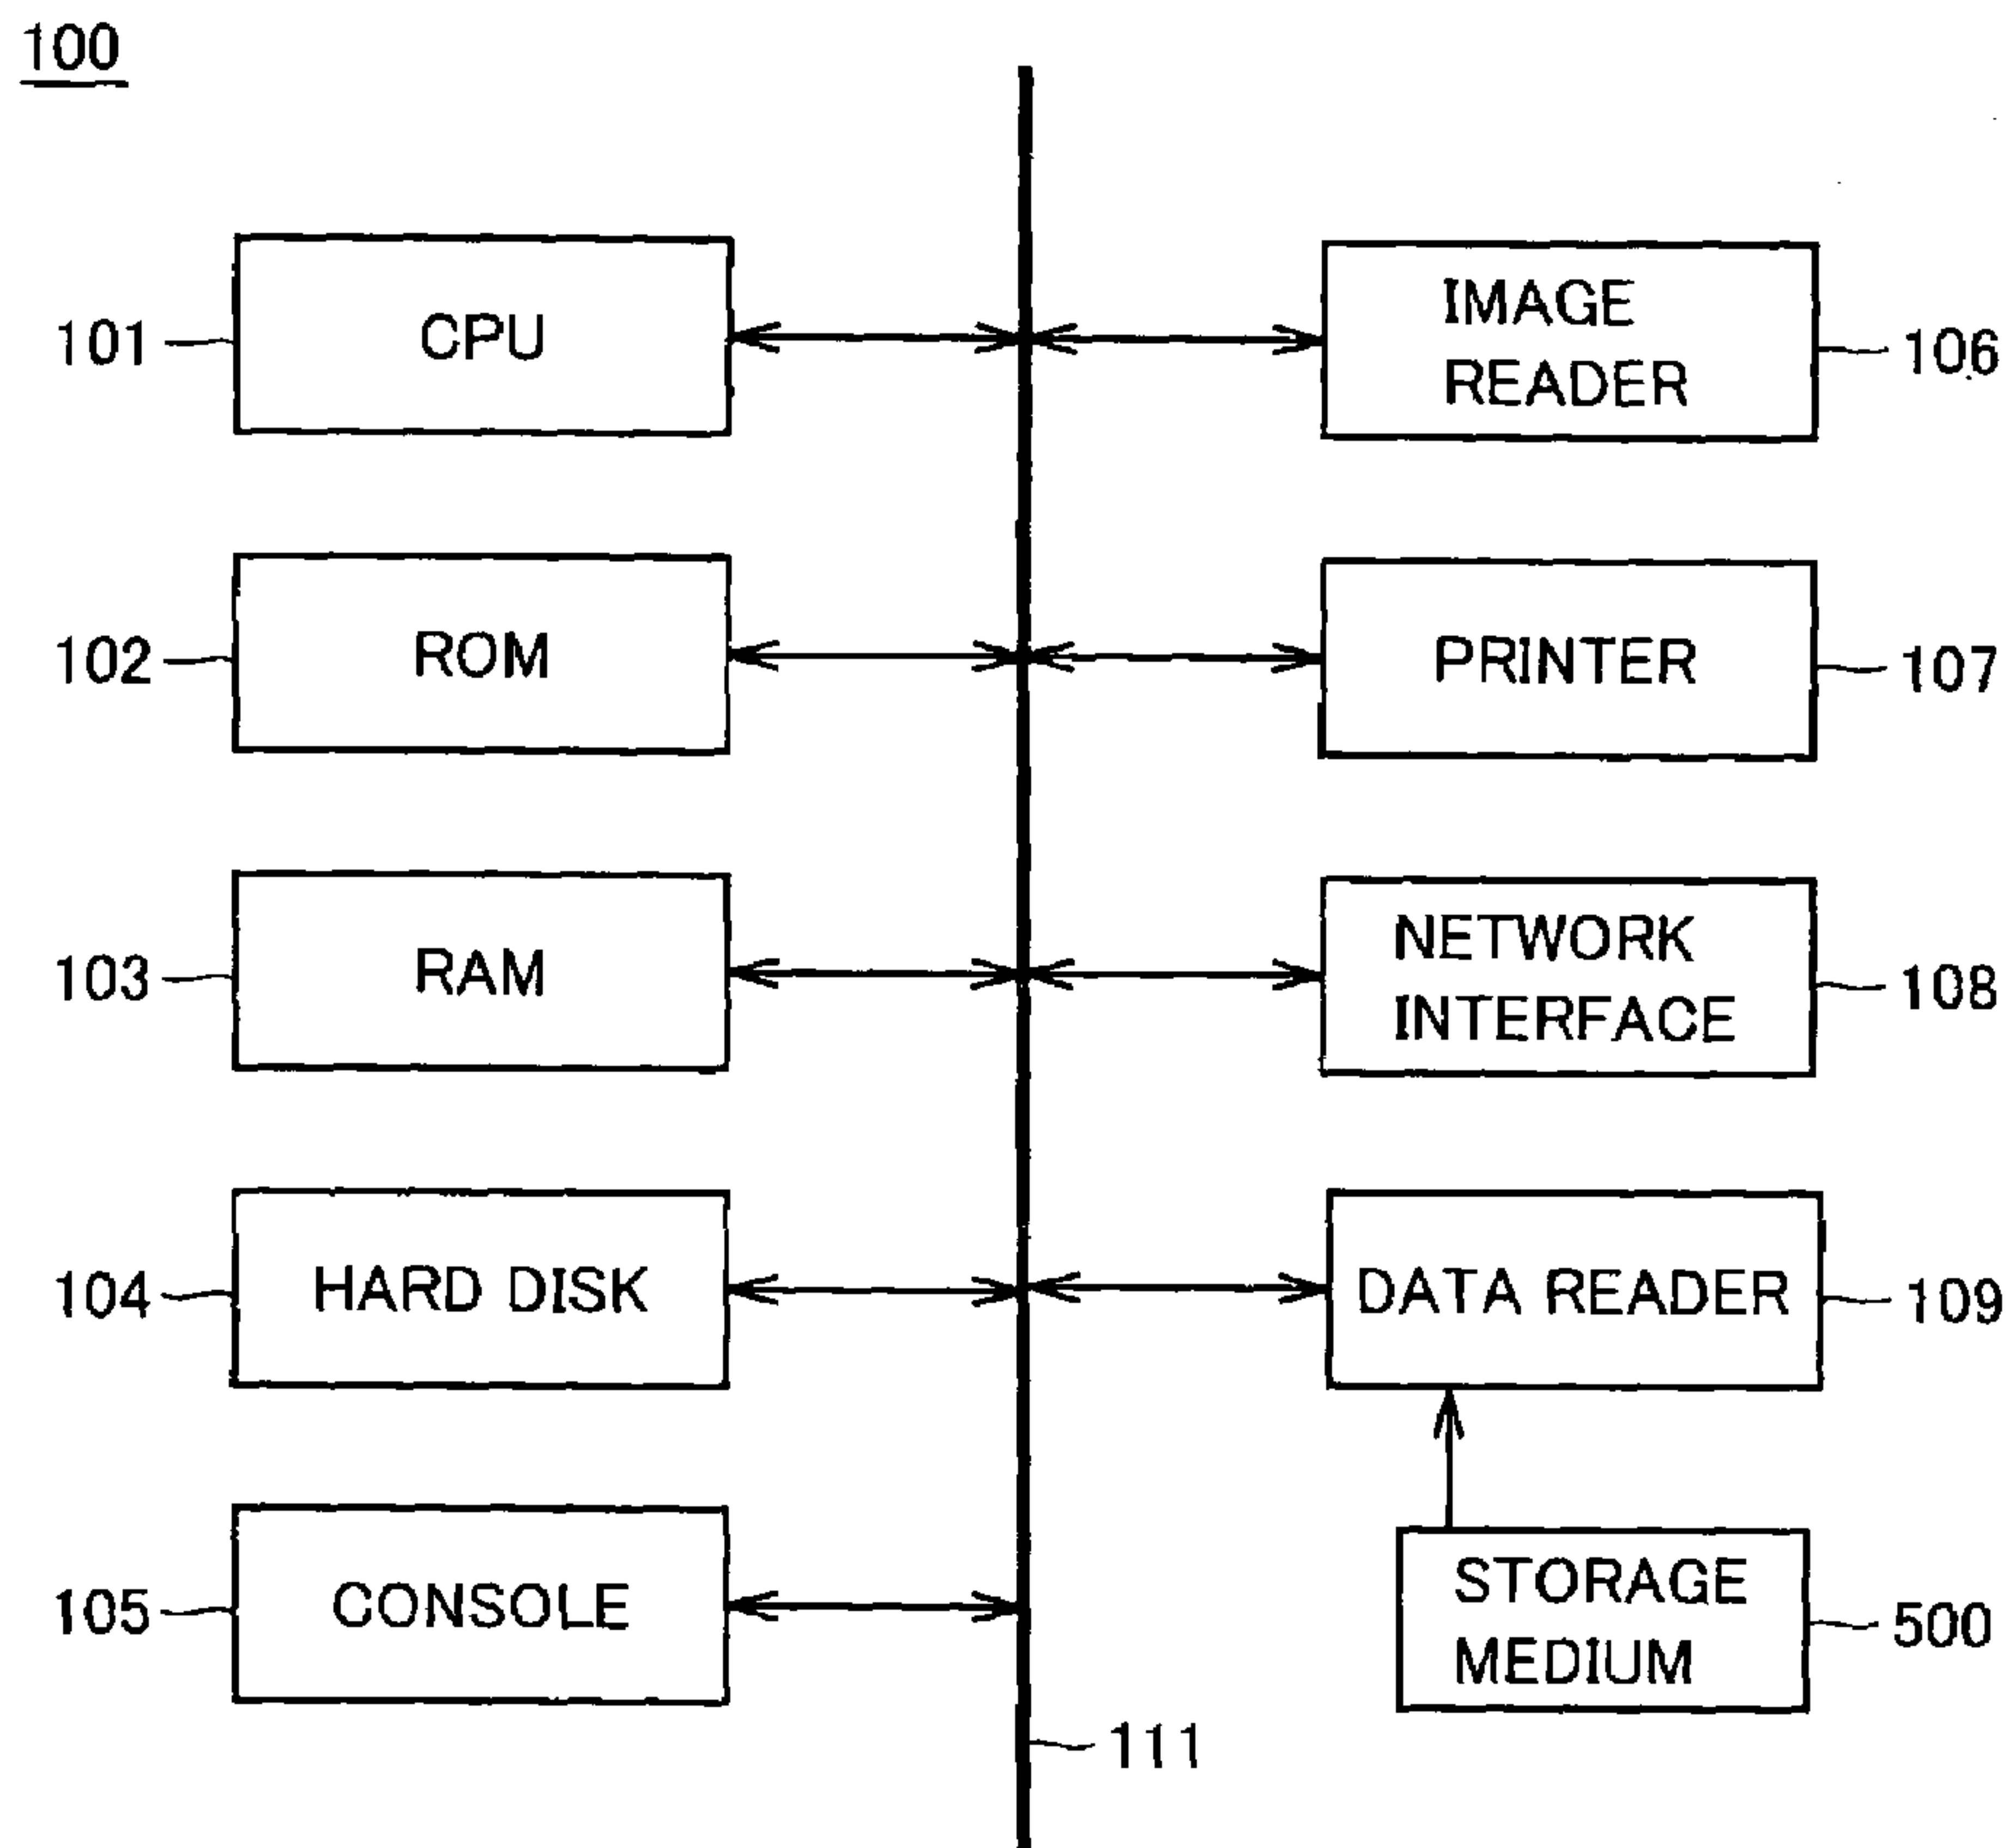 100
101
CPU
IMAGE
READER
106
102
ROM
PRINTER
107
103
RAM
NETWORK
INTERFACE
108
104
HARD DISK
DATA READER
109
105
CONSOLE
STORAGE
MEDIUM
500
111